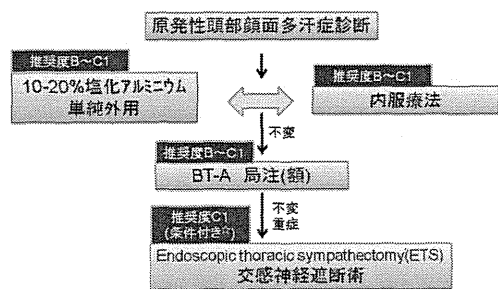 原発性頭部顔面多汗症診断
推奨度B～C1
10-20%塩化アルミニウム
単純外用
推奨度B～C1
内服療法
不変
推奨度B～C1
BT-A 局注(額)
推奨度C1
(条件付き☆)
不変
重症
Endoscopic thoracic sympathectomy(ETS)
交感神経遮断術